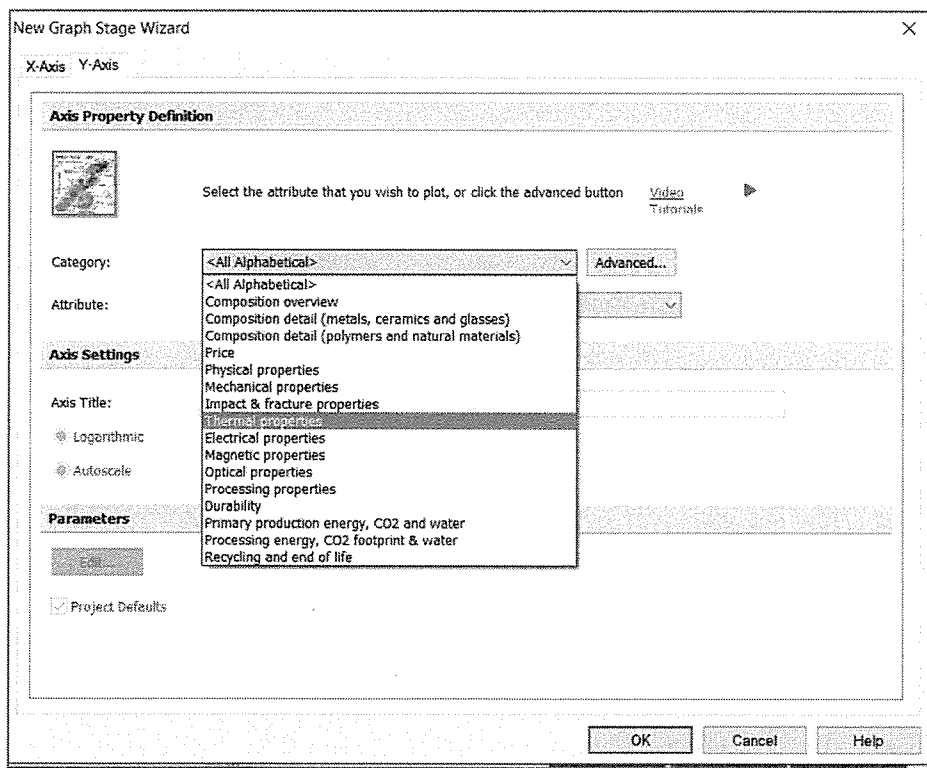 New Graph Stage Wizard
X-Axis Y-Axis
Axis Property Definition
Select the attribute that you wish to plot, or click the advanced button
Video
Tutorials
Category:
<All Alphabetical>
Advanced...
<All Alphabetical>
Attribute:
Composition overview
Composition detail (metals, ceramics and glasses)
Composition detail (polymers and natural materials)
Price
Axis Settings
Physical properties
Mechanical properties
Axis Title:
Impact & fracture properties
Thermal properties
Logarithmic
Electrical properties
Magnetic properties
Autoscale
Optical properties
Processing properties
Durability
Parameters
Primary production energy, CO2 and water
Processing energy, CO2 footprint & water
Recycling and end of life
Edit...
Project Defaults
OK
Cancel
Help